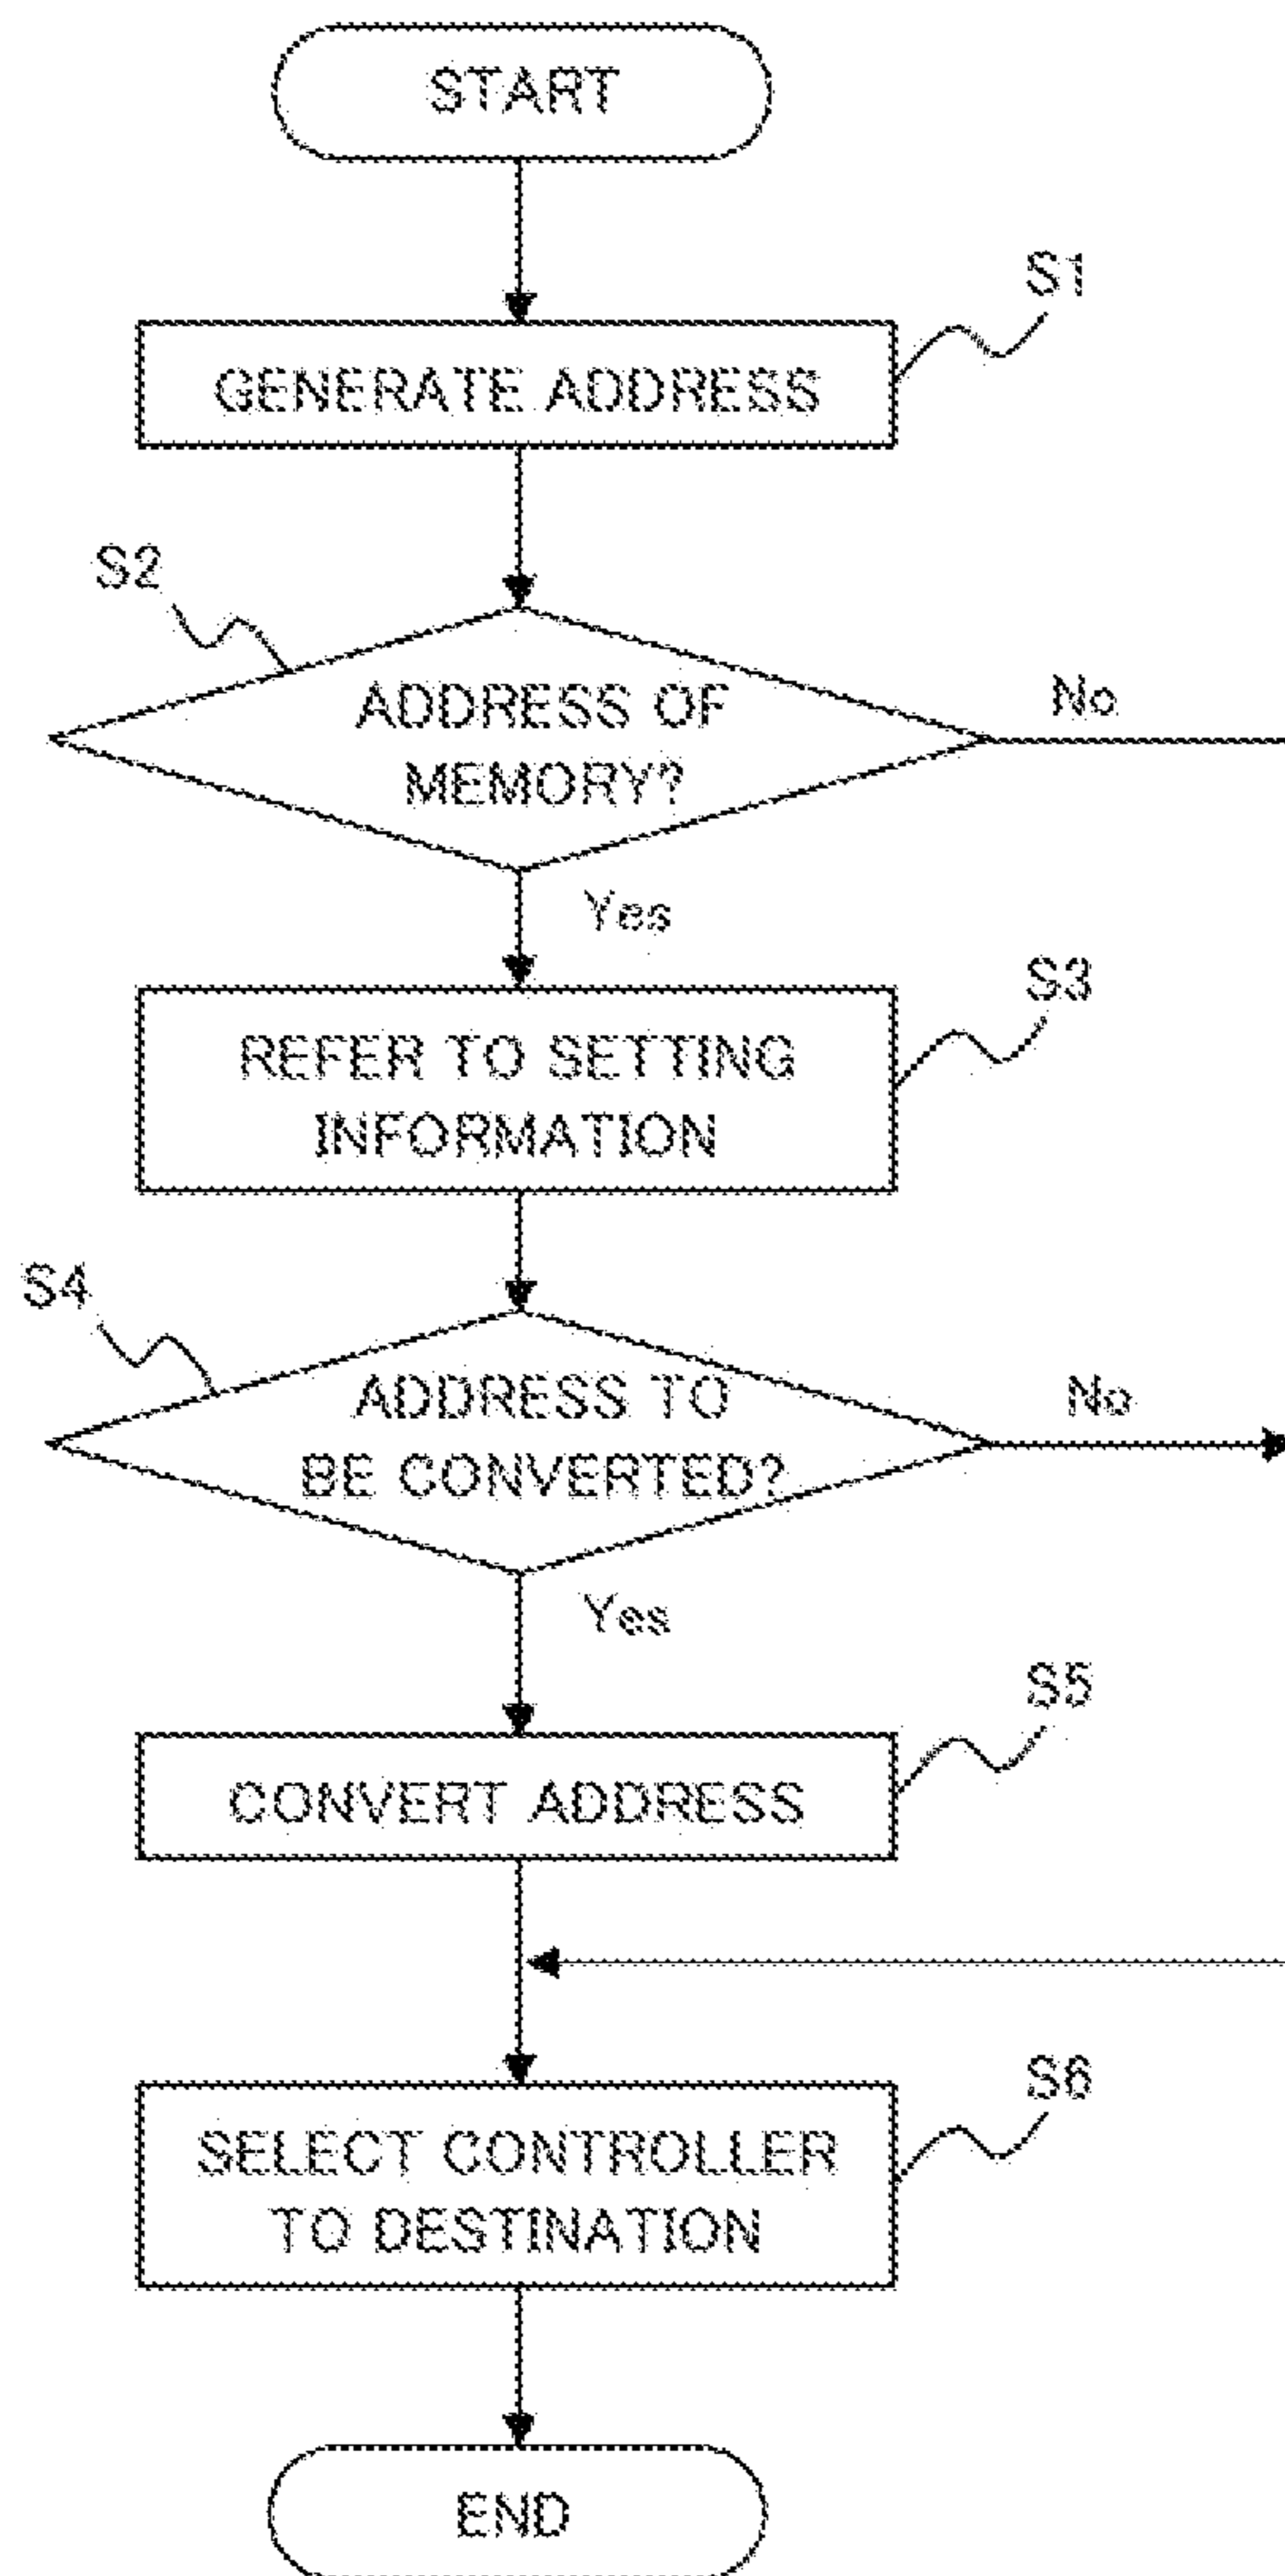 START
S1
GENERATE ADDRESS
S2
ADDRESS OF
MEMORY?
No
Yes
S3
REFER TO SETTING
INFORMATION
S4
ADDRESS TO
BE CONVERTED?
No
Yes
S5
CONVERT ADDRESS
S6
SELECT CONTROLLER
TO DESTINATION
END